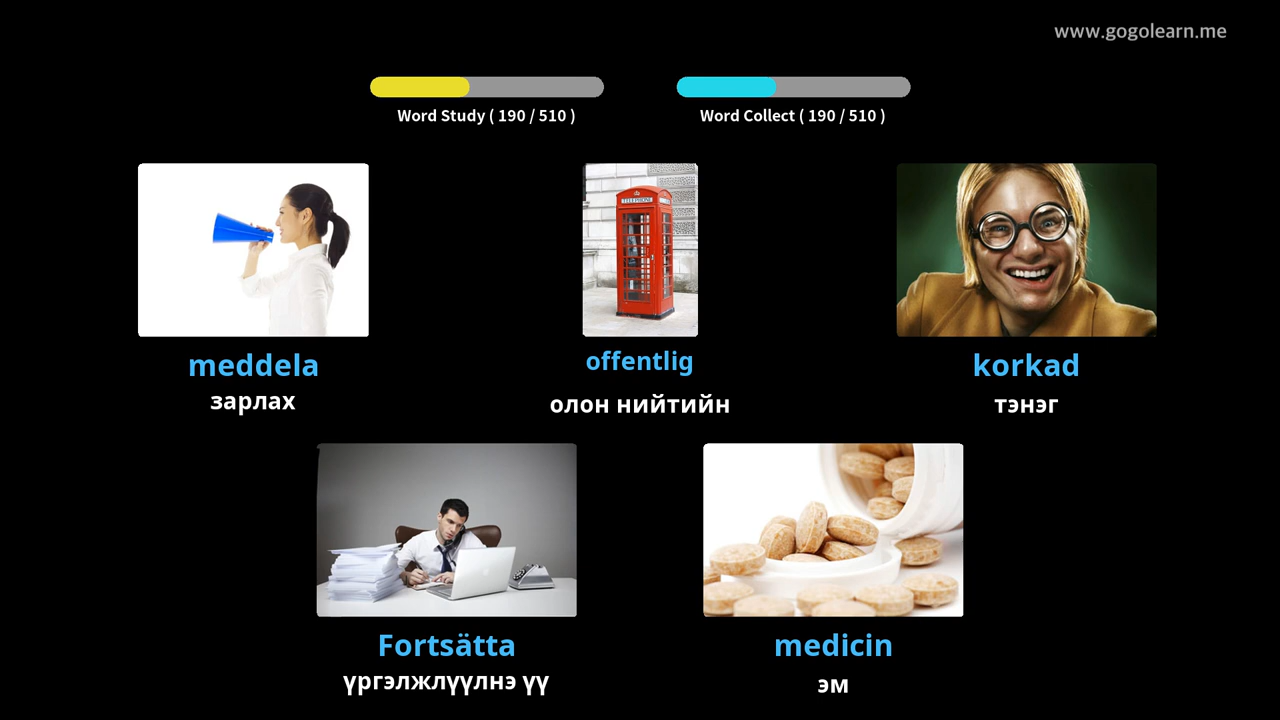 www.gogolearn.me
Word Study ( 190 / 510 )
Word Collect ( 190 / 510 )
TELEPHONE
meddela
зарлах
offentlig
олон нийтийн
korkad
тэнэг
Fortsätta
үргэлжлүүлнэ үү
medicin
эм